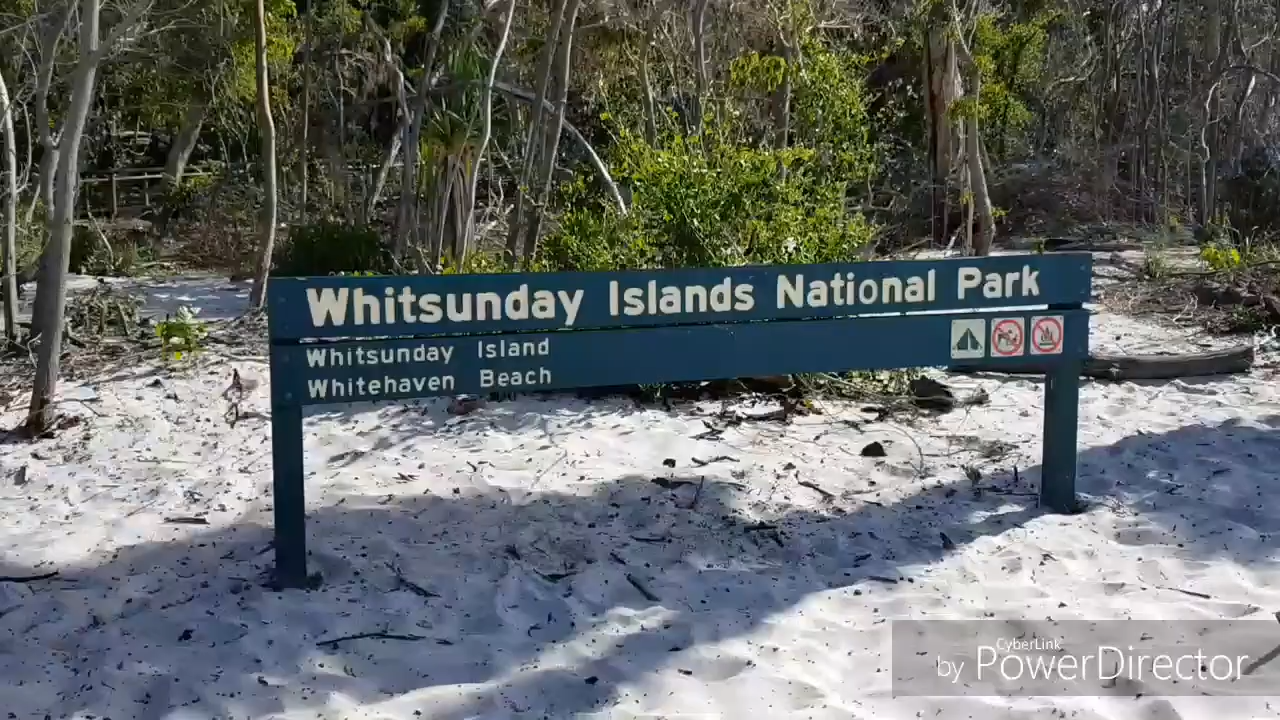 Whitsunday Islands National Park
Whitsunday Island
Whitehaven Beach
CyberLink
by PowerDirector